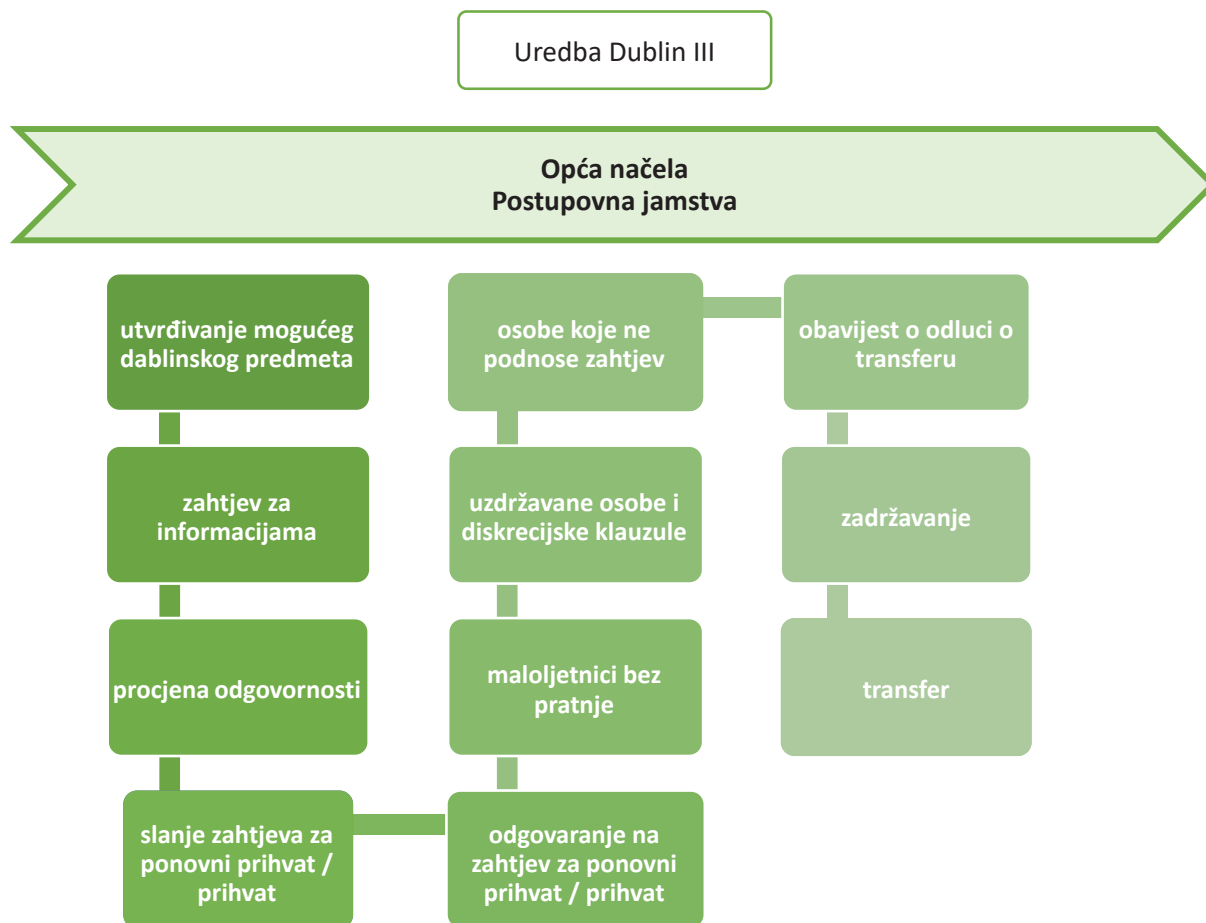 Uredba Dublin III
Opća načela
Postupovna jamstva
utvrđivanje mogućeg
dablinskog predmeta
zahtjev za
informacijama
procjena odgovornosti
slanje zahtjeva za
ponovni prihvat /
prihvat
odgovaranje na
zahtjev za ponovni
prihvat / prihvat
maloljetnici bez
pratnje
uzdržavane osobe i
diskrecijske klauzule
osobe koje ne
podnose zahtjev
obavijest o odluci o
transferu
zadržavanje
transfer